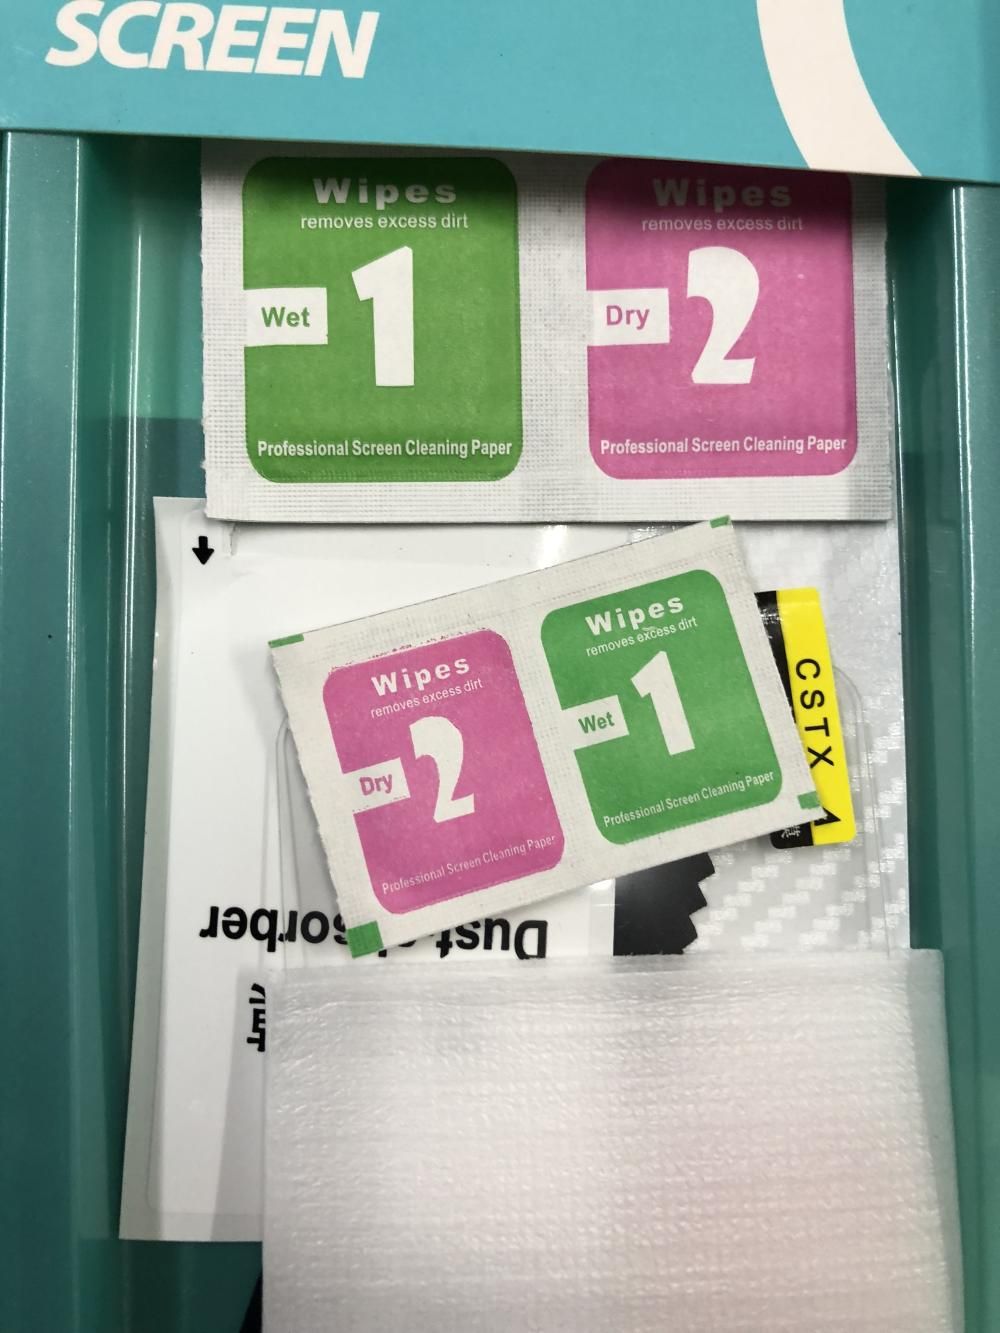 SCREEN
Wipes
removes excess dirt
Wet
1
Professional Screen Cleaning Paper
Wipes
removes excess dirt
Dry
2
Professional Screen Cleaning Paper
Wipes
removes excess dirt
Dry
2
Professional Screen Cleaning Paper
Wipes
removes excess dirt
Wet
1
Professional Screen Cleaning Paper
CSTX
Dust